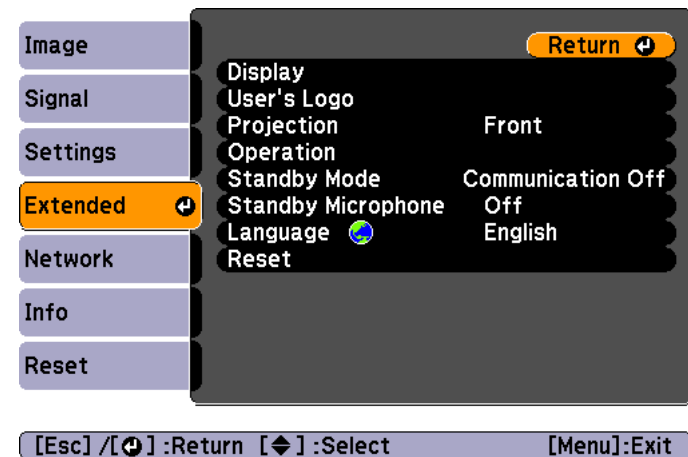 Image
Signal
Settings
Extended
Network
Info
Reset
Return
Display
User's Logo
Projection Front
Operation
Standby Mode Communication Off
Standby Microphone Off
Language English
Reset
[Esc] /[ ] :Return [ ] :Select [Menu]:Exit